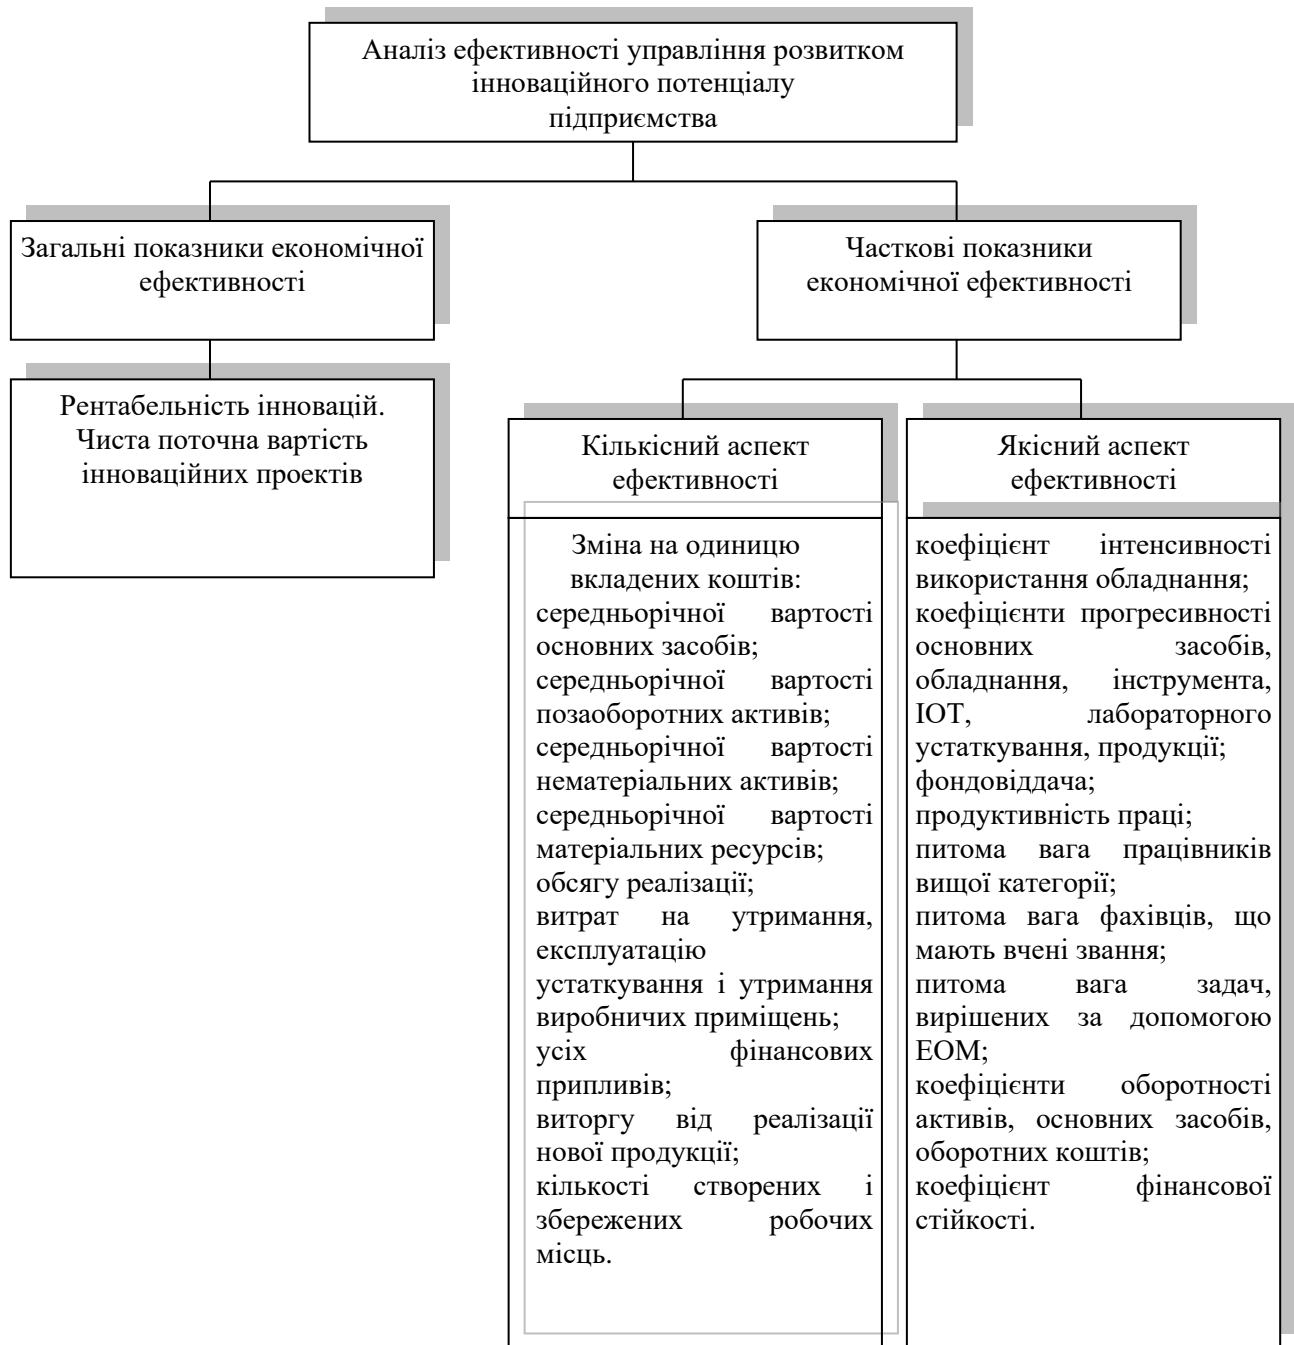 Аналіз ефективності управління розвитком
інноваційного потенціалу
підприємства
Загальні показники економічної
ефективності
Часткові показники
економічної ефективності
Рентабельність інновацій.
Чиста поточна вартість
інноваційних проектів
Кількісний аспект
ефективності
Зміна на одиницю
вкладених коштів:
середньорічної вартості
основних засобів;
середньорічної вартості
позаоборотних активів;
середньорічної вартості
нематеріальних активів;
середньорічної вартості
матеріальних ресурсів;
обсягу реалізації;
витрат на утримання,
експлуатацію
устаткування і утримання
виробничих приміщень;
усіх фінансових
припливів;
виторгу від реалізації
нової продукції;
кількості створених і
збережених робочих
місць.
Якісний аспект
ефективності
коефіцієнт інтенсивності
використання обладнання;
коефіцієнти прогресивності
основних засобів,
обладнання, інструмента,
ІОТ, лабораторного
устаткування, продукції;
фондовіддача;
продуктивність праці;
питома вага працівників
вищої категорії;
питома вага фахівців, що
мають вчені звання;
питома вага задач,
вирішених за допомогою
ЕОМ;
коефіцієнти оборотності
активів, основних засобів,
оборотних коштів;
коефіцієнт фінансової
стійкості.